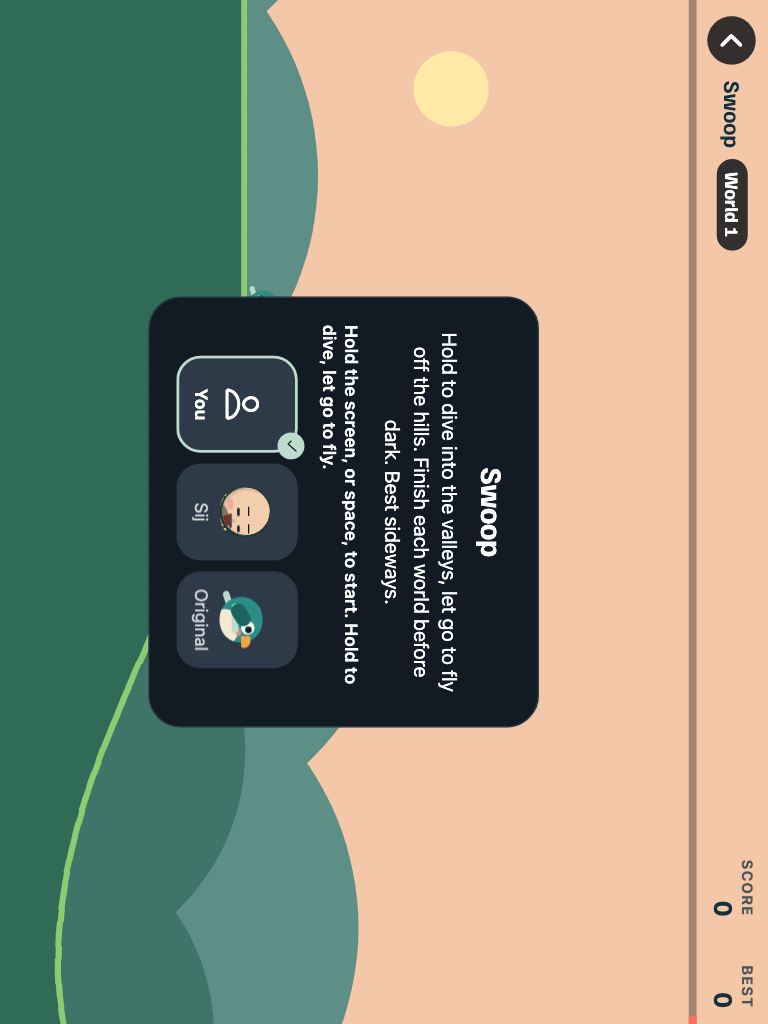 Swoop
World 1
SCORE
0
BEST
0
Swoop
Hold to dive into the valleys, let go to fly
off the hills. Finish each world before
dark. Best sideways.
Hold the screen, or space, to start. Hold to
dive, let go to fly.
You
Sij
Original